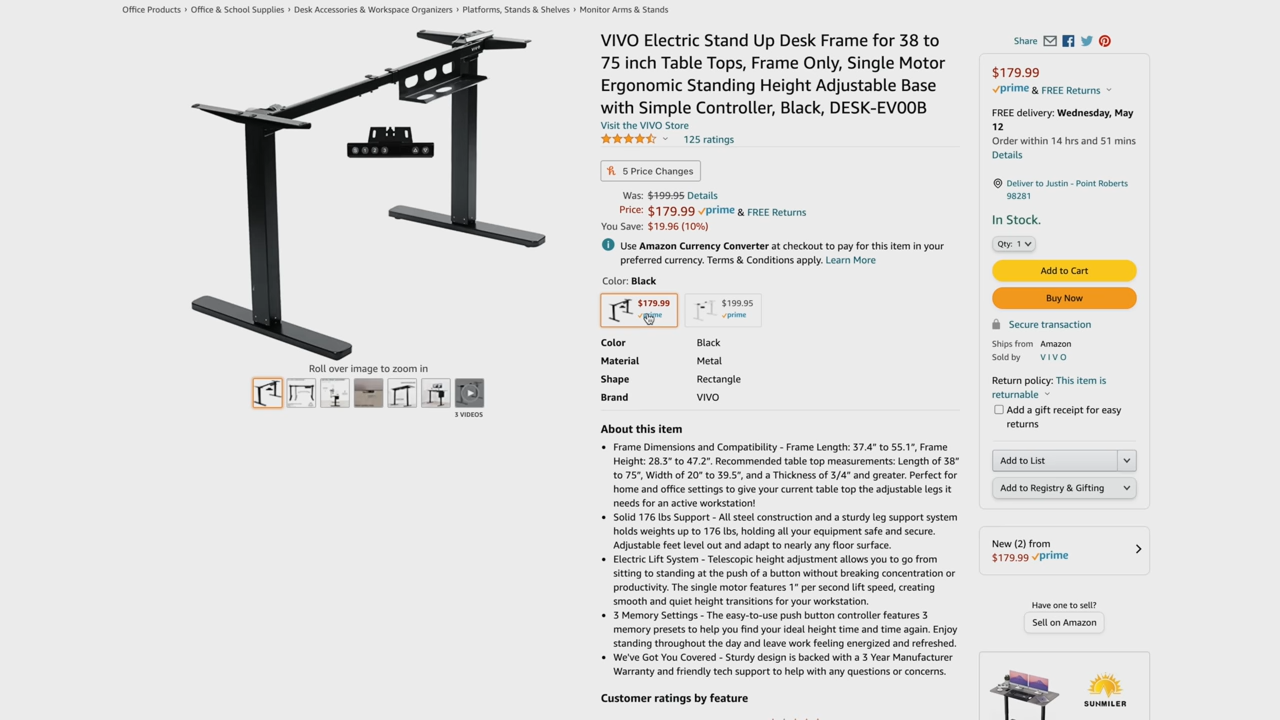 Office Products › Office & School Supplies › Desk Accessories & Workspace Organizers › Platforms, Stands & Shelves › Monitor Arms & Stands
VIVO
S 1 2 3
Roll over image to zoom in
3 VIDEOS
VIVO Electric Stand Up Desk Frame for 38 to
75 inch Table Tops, Frame Only, Single Motor
Ergonomic Standing Height Adjustable Base
with Simple Controller, Black, DESK-EV00B
Visit the VIVO Store
125 ratings
5 Price Changes
Was: $199.95 Details
Price: $179.99 prime & FREE Returns
You Save: $19.96 (10%)
Use Amazon Currency Converter at checkout to pay for this item in your
preferred currency. Terms & Conditions apply. Learn More
Color: Black
$179.99 $199.95
prime prime
Color Black
Material Metal
Shape Rectangle
Brand VIVO
About this item
• Frame Dimensions and Compatibility - Frame Length: 37.4” to 55.1”, Frame
Height: 28.3” to 47.2”. Recommended table top measurements: Length of 38”
to 75”, Width of 20” to 39.5”, and a Thickness of 3/4” and greater. Perfect for
home and office settings to give your current table top the adjustable legs it
needs for an active workstation!
• Solid 176 lbs Support - All steel construction and a sturdy leg support system
holds weights up to 176 lbs, holding all your equipment safe and secure.
Adjustable feet level out and adapt to nearly any floor surface.
• Electric Lift System - Telescopic height adjustment allows you to go from
sitting to standing at the push of a button without breaking concentration or
productivity. The single motor features 1” per second lift speed, creating
smooth and quiet height transitions for your workstation.
• 3 Memory Settings - The easy-to-use push button controller features 3
memory presets to help you find your ideal height time and time again. Enjoy
standing throughout the day and leave work feeling energized and refreshed.
• We've Got You Covered - Sturdy design is backed with a 3 Year Manufacturer
Warranty and friendly tech support to help with any questions or concerns.
Customer ratings by feature
Share
$179.99
prime & FREE Returns
FREE delivery: Wednesday, May
12
Order within 14 hrs and 51 mins
Details
Deliver to Justin - Point Roberts
98281
In Stock.
Qty: 1
Add to Cart
Buy Now
Secure transaction
Ships from Amazon
Sold by V I V O
Return policy: This item is
returnable
Add a gift receipt for easy
returns
Add to List
Add to Registry & Gifting
New (2) from
$179.99 prime
Have one to sell?
Sell on Amazon
SUNMILER